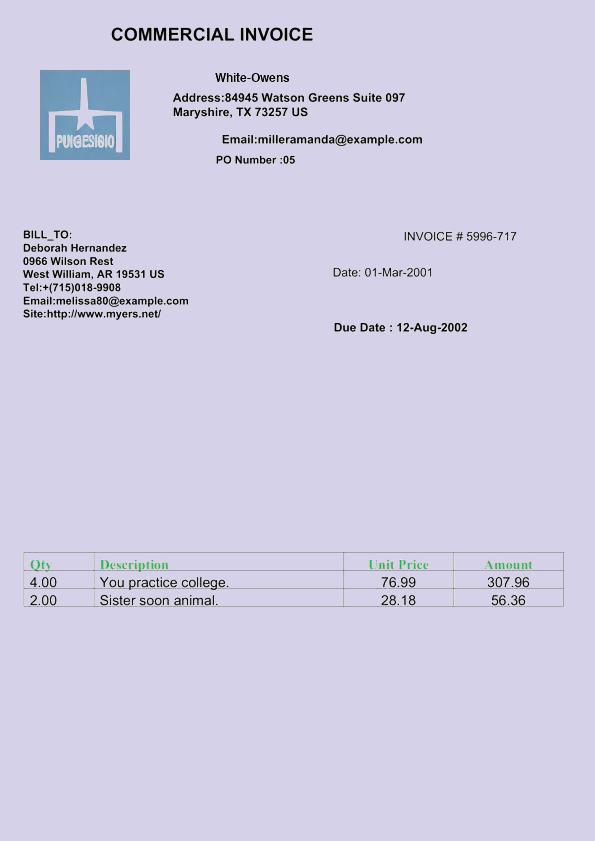 COMMERCIAL INVOICE
White-Owens
Address:84945 Watson Greens Suite 097
Maryshire, TX 73257 US
PUIGESIGIO
Email:milleramanda@example.com
PO Number :05
BILL_TO:
Deborah Hernandez
0966 Wilson Rest
West William, AR 19531 US
Tel:+(715)018-9908
Email:melissa80@example.com
Site:http://www.myers.net/
INVOICE # 5996-717
Date: 01-Mar-2001
Due Date : 12-Aug-2002
Qty Description Unit Price Amount
4.00 You practice college. 76.99 307.96
2.00 Sister soon animal. 28.18 56.36